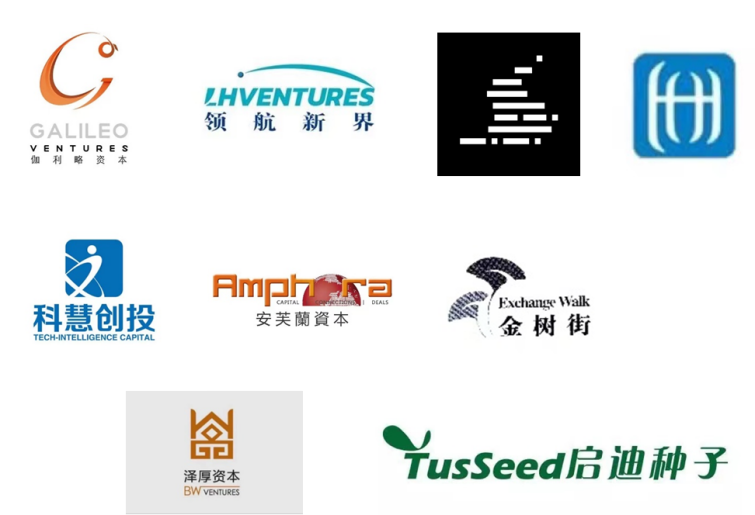 GALILEO
VENTURES
伽利略资本
LHVENTURES
领航新界
科慧创投
TECH-INTELLIGENCE CAPITAL
Amphora
CAPITAL | CONNECTIONS | DEALS
安芙蘭資本
Exchange Walk
金树街
泽厚资本
BW VENTURES
TusSeed启迪种子